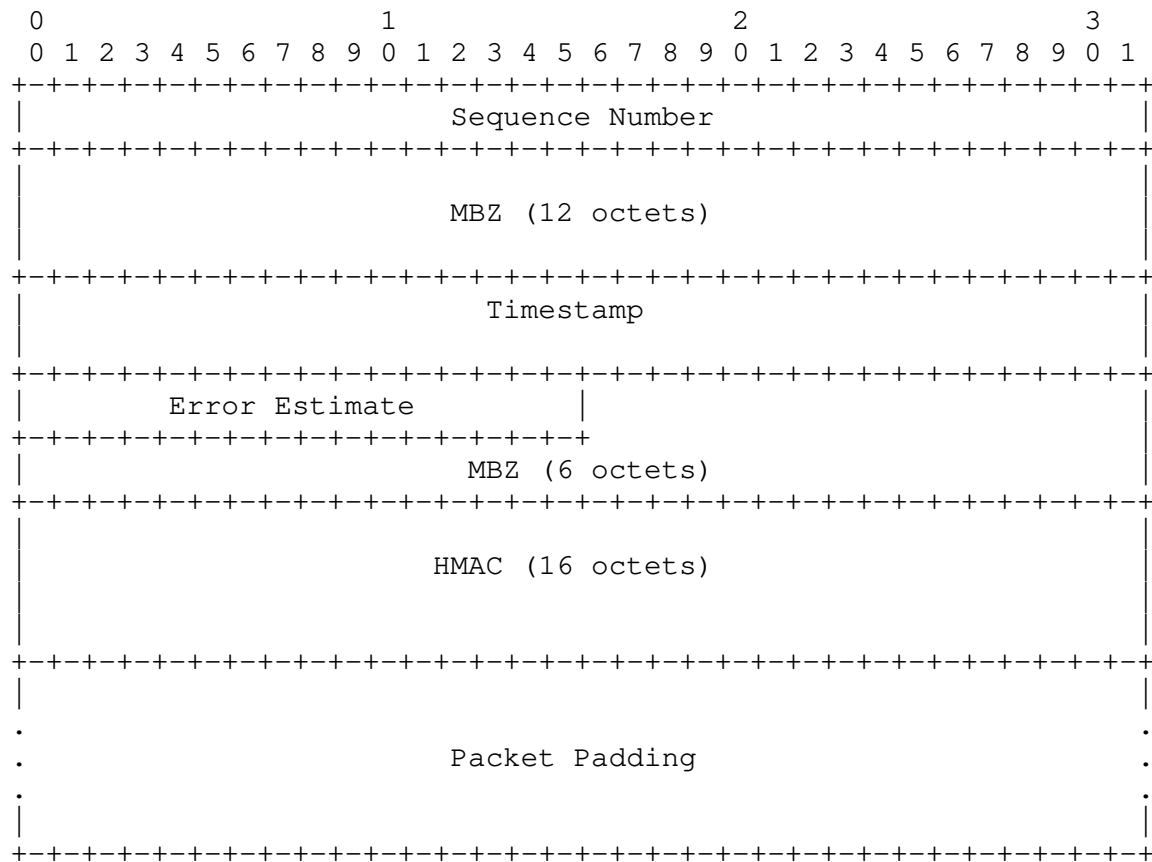 0                   1                   2                   3
0 1 2 3 4 5 6 7 8 9 0 1 2 3 4 5 6 7 8 9 0 1 2 3 4 5 6 7 8 9 0 1
Sequence Number
MBZ (12 octets)
Timestamp
Error Estimate
MBZ (6 octets)
HMAC (16 octets)
Packet Padding